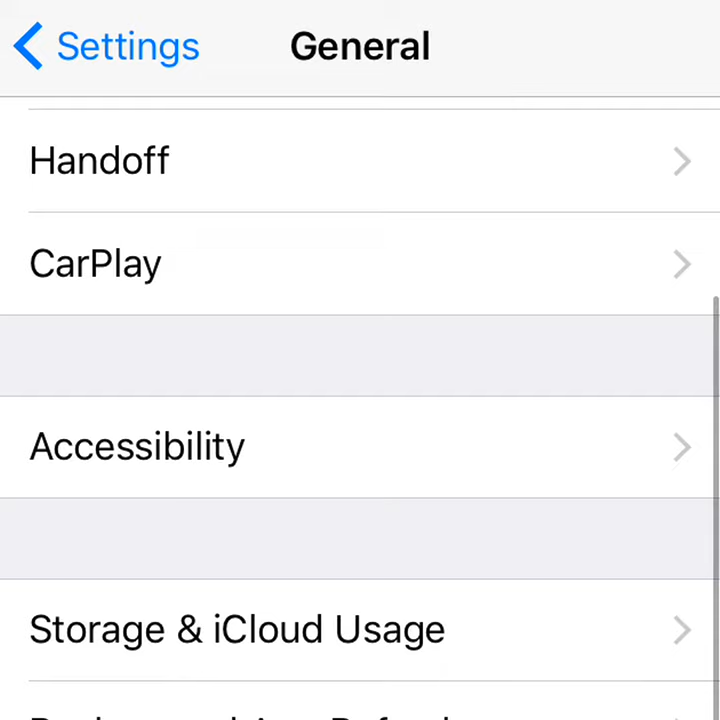 Settings
General
Handoff
CarPlay
Accessibility
Storage & iCloud Usage